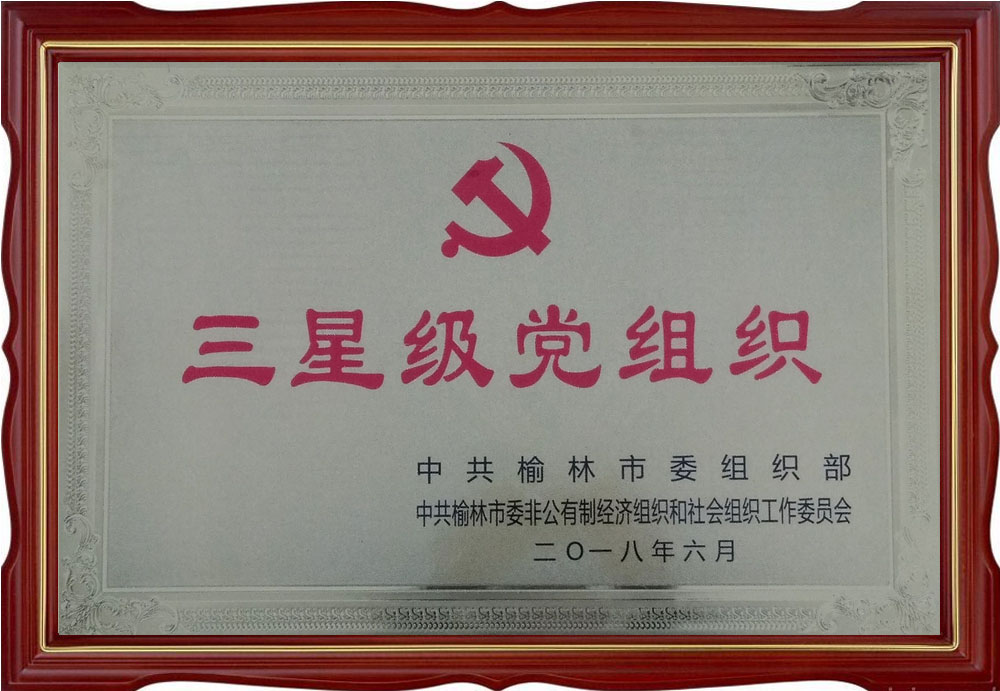 三星级党组织
中共榆林市委组织部
中共榆林市委非公有制经济组织和社会组织工作委员会
二〇一八年六月